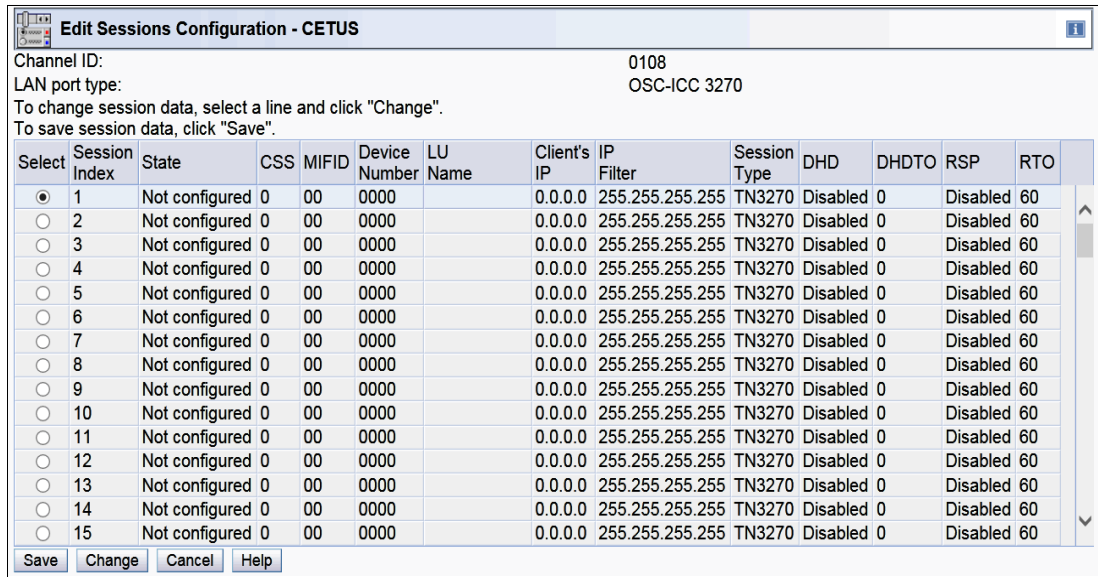 Edit Sessions Configuration - CETUS
i
Channel ID: 0108
LAN port type: OSC-ICC 3270
To change session data, select a line and click "Change".
To save session data, click "Save".
Select Session Index State CSS MIFID Device Number LU Name Client's IP IP Filter Session Type DHD DHDTO RSP RTO
1 Not configured 0 00 0000 0.0.0.0 255.255.255.255 TN3270 Disabled 0 Disabled 60
2 Not configured 0 00 0000 0.0.0.0 255.255.255.255 TN3270 Disabled 0 Disabled 60
3 Not configured 0 00 0000 0.0.0.0 255.255.255.255 TN3270 Disabled 0 Disabled 60
4 Not configured 0 00 0000 0.0.0.0 255.255.255.255 TN3270 Disabled 0 Disabled 60
5 Not configured 0 00 0000 0.0.0.0 255.255.255.255 TN3270 Disabled 0 Disabled 60
6 Not configured 0 00 0000 0.0.0.0 255.255.255.255 TN3270 Disabled 0 Disabled 60
7 Not configured 0 00 0000 0.0.0.0 255.255.255.255 TN3270 Disabled 0 Disabled 60
8 Not configured 0 00 0000 0.0.0.0 255.255.255.255 TN3270 Disabled 0 Disabled 60
9 Not configured 0 00 0000 0.0.0.0 255.255.255.255 TN3270 Disabled 0 Disabled 60
10 Not configured 0 00 0000 0.0.0.0 255.255.255.255 TN3270 Disabled 0 Disabled 60
11 Not configured 0 00 0000 0.0.0.0 255.255.255.255 TN3270 Disabled 0 Disabled 60
12 Not configured 0 00 0000 0.0.0.0 255.255.255.255 TN3270 Disabled 0 Disabled 60
13 Not configured 0 00 0000 0.0.0.0 255.255.255.255 TN3270 Disabled 0 Disabled 60
14 Not configured 0 00 0000 0.0.0.0 255.255.255.255 TN3270 Disabled 0 Disabled 60
15 Not configured 0 00 0000 0.0.0.0 255.255.255.255 TN3270 Disabled 0 Disabled 60
Save Change Cancel Help